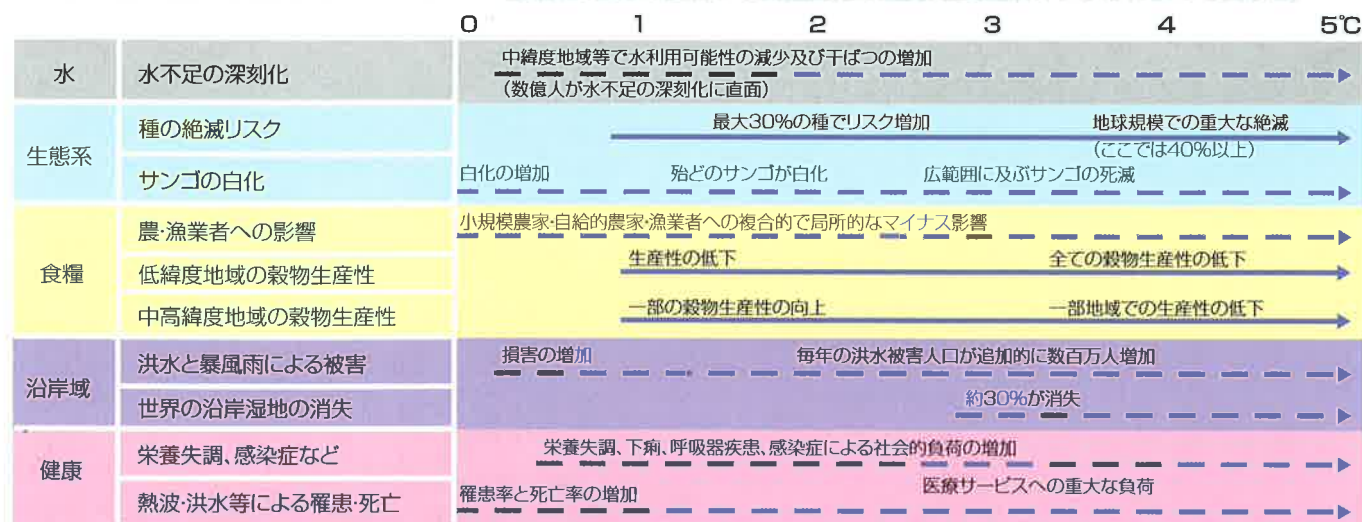 0 1 2 3 4 5℃
水
水不足の深刻化
中緯度地域等で水利用可能性の減少及び干ばつの増加
(数億人が水不足の深刻化に直面)
生態系
種の絶滅リスク
最大30%の種でリスク増加
地球規模での重大な絶滅
(ここでは40%以上)
サンゴの白化
白化の増加
殆どのサンゴが白化
広範囲に及ぶサンゴの死滅
食糧
農・漁業者への影響
小規模農家・自給的農家・漁業者への複合的で局所的なマイナス影響
低緯度地域の穀物生産性
生産性の低下
全ての穀物生産性の低下
中高緯度地域の穀物生産性
一部の穀物生産性の向上
一部地域での生産性の低下
沿岸域
洪水と暴風雨による被害
損害の増加
毎年の洪水被害人口が追加的に数百万人増加
世界の沿岸湿地の消失
約30%が消失
健康
栄養失調、感染症など
栄養失調、下痢、呼吸器疾患、感染症による社会的負荷の増加
医療サービスへの重大な負荷
熱波・洪水等による罹患・死亡
罹患率と死亡率の増加